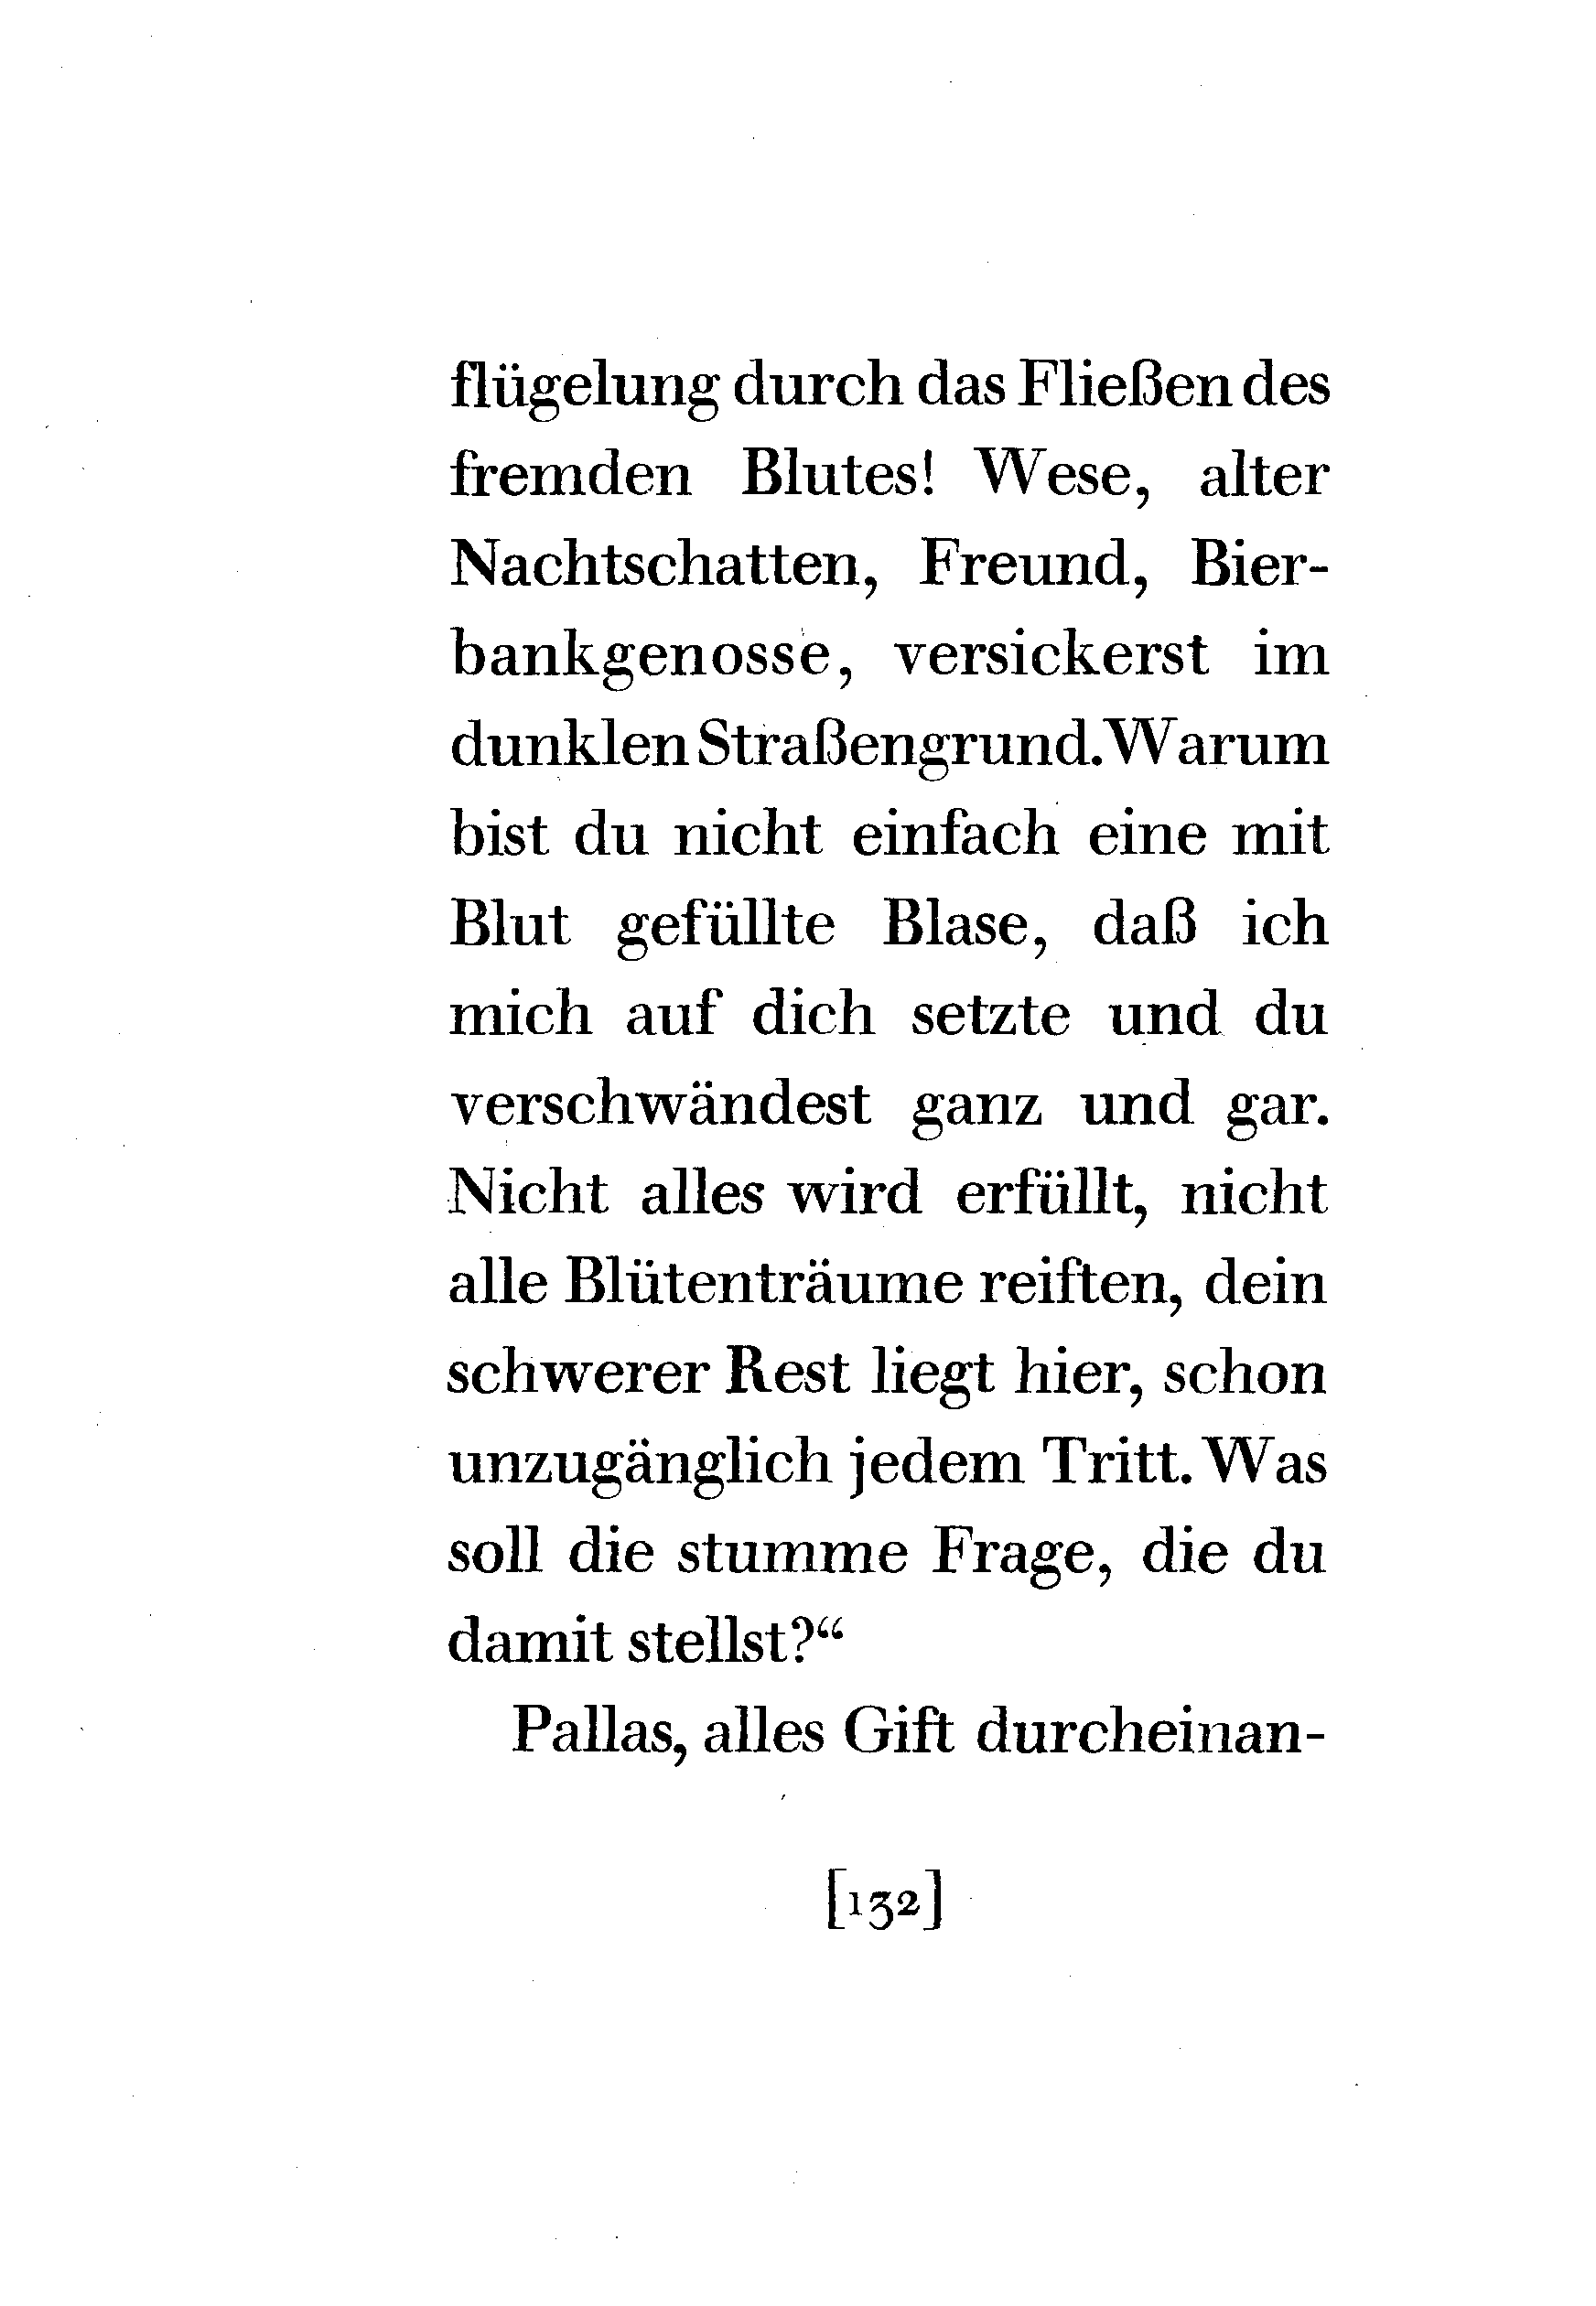 flügelung durch das Fließen des
fremden Blutes! Wese, alter
Nachtschatten, Freund, Bier-
bankgenosse, versickerst im
dunklen Straßengrund. Warum
bist du nicht einfach eine mit
Blut gefüllte Blase, daß ich
mich auf dich setzte und du
verschwändest ganz und gar.
Nicht alles wird erfüllt, nicht
alle Blütenträume reiften, dein
schwerer Rest liegt hier, schon
unzugänglich jedem Tritt. Was
soll die stumme Frage, die du
damit stellst?“
Pallas, alles Gift durcheinan-
[132]